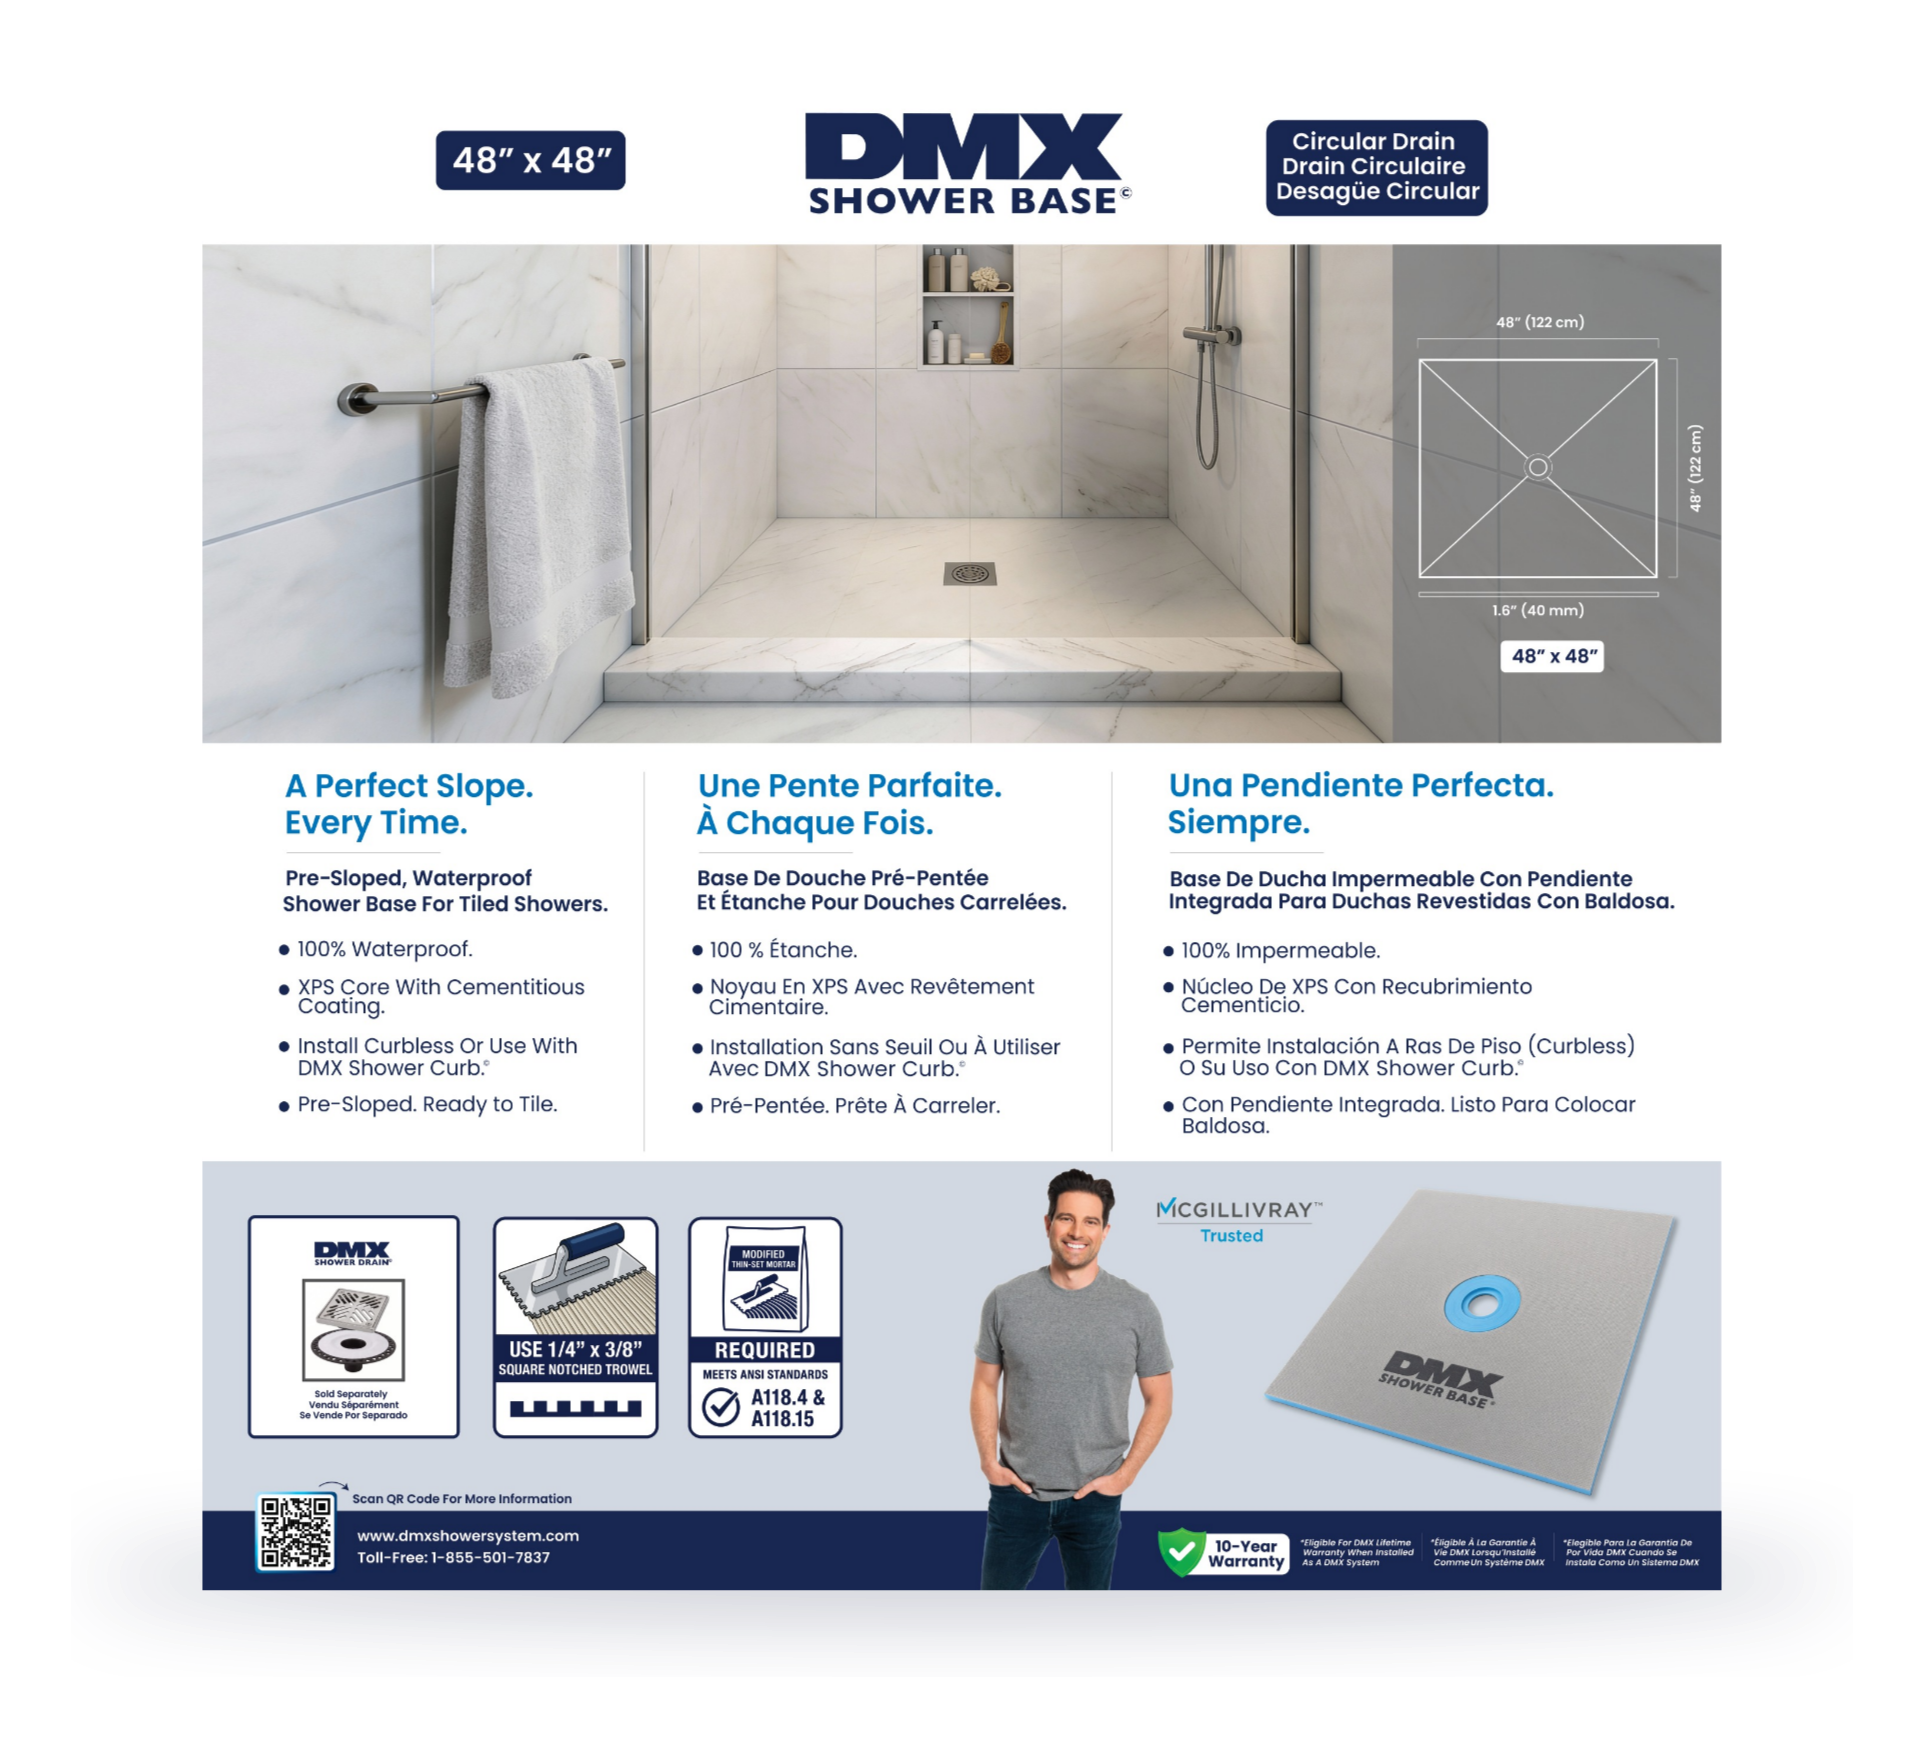 48” x 48”
DMX
SHOWER BASE©
Circular Drain
Drain Circulaire
Desagüe Circular
48” (122 cm)
48” (122 cm)
1.6” (40 mm)
48” x 48”
A Perfect Slope.
Every Time.
Pre-Sloped, Waterproof
Shower Base For Tiled Showers.
• 100% Waterproof.
• XPS Core With Cementitious
Coating.
• Install Curbless Or Use With
DMX Shower Curb.©
• Pre-Sloped. Ready to Tile.
Une Pente Parfaite.
À Chaque Fois.
Base De Douche Pré-Pentée
Et Étanche Pour Douches Carrelées.
• 100 % Étanche.
• Noyau En XPS Avec Revêtement
Cimentaire.
• Installation Sans Seuil Ou À Utiliser
Avec DMX Shower Curb.©
• Pré-Pentée. Prête À Carreler.
Una Pendiente Perfecta.
Siempre.
Base De Ducha Impermeable Con Pendiente
Integrada Para Duchas Revestidas Con Baldosa.
• 100% Impermeable.
• Núcleo De XPS Con Recubrimiento
Cementicio.
• Permite Instalación A Ras De Piso (Curbless)
O Su Uso Con DMX Shower Curb.©
• Con Pendiente Integrada. Listo Para Colocar
Baldosa.
DMX
SHOWER DRAIN©
Sold Separately
Vendu Séparément
Se Vende Por Separado
USE 1/4” x 3/8”
SQUARE NOTCHED TROWEL
MODIFIED
THIN-SET MORTAR
REQUIRED
MEETS ANSI STANDARDS
A118.4 &
A118.15
MCGILLIVRAY™
Trusted
DMX
SHOWER BASE©
Scan QR Code For More Information
www.dmxshowersystem.com
Toll-Free: 1-855-501-7837
10-Year
Warranty
*Eligible For DMX Lifetime
Warranty When Installed
As A DMX System
*Éligible À La Garantie À
Vie DMX Lorsqu'Installé
Comme Un Système DMX
*Elegible Para La Garantia De
Por Vida DMX Cuando Se
Instala Como Un Sistema DMX